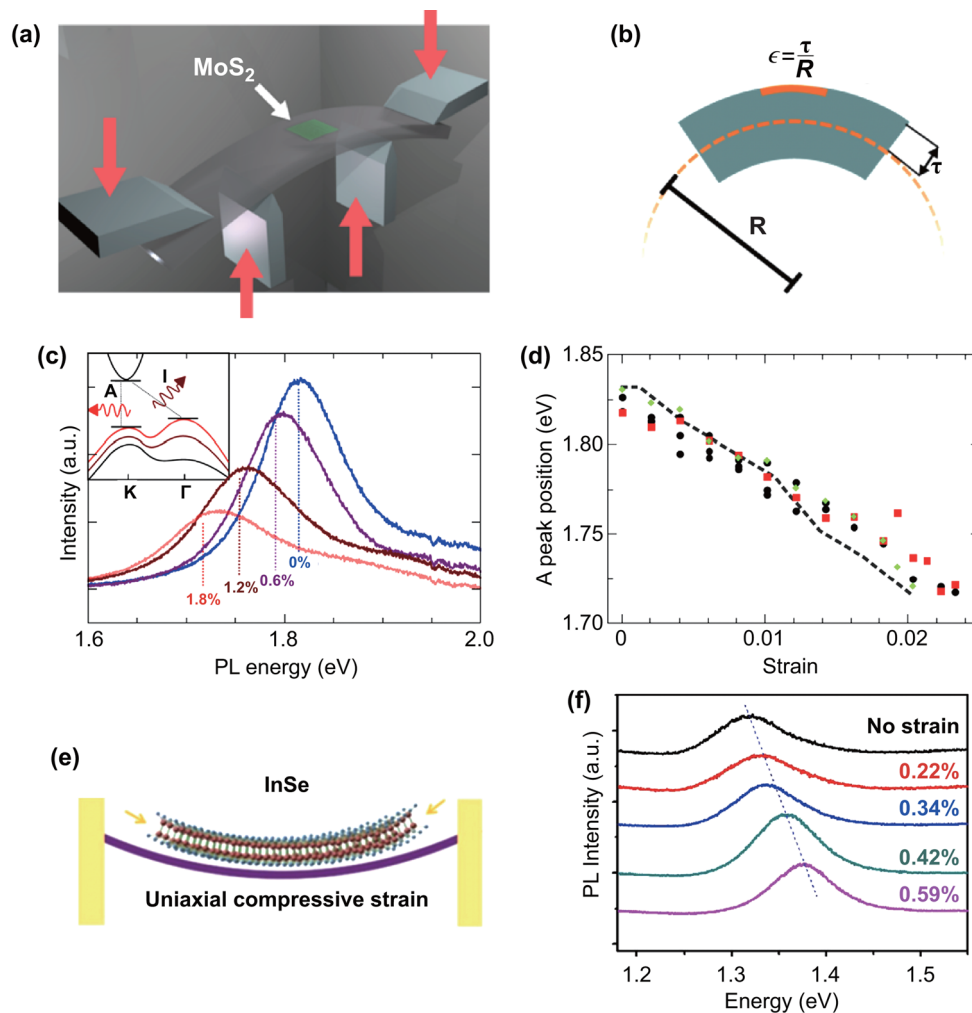 (a)
MoS2
(b)
ϵ=τ/R
τ
R
(c)
A
I
K
Γ
Intensity (a.u.)
0%
0.6%
1.2%
1.8%
1.6
1.8
2.0
PL energy (eV)
(d)
1.85
1.80
1.75
1.70
A peak position (eV)
0
0.01
0.02
Strain
(e)
InSe
Uniaxial compressive strain
(f)
PL Intensity (a.u.)
No strain
0.22%
0.34%
0.42%
0.59%
1.2
1.3
1.4
1.5
Energy (eV)